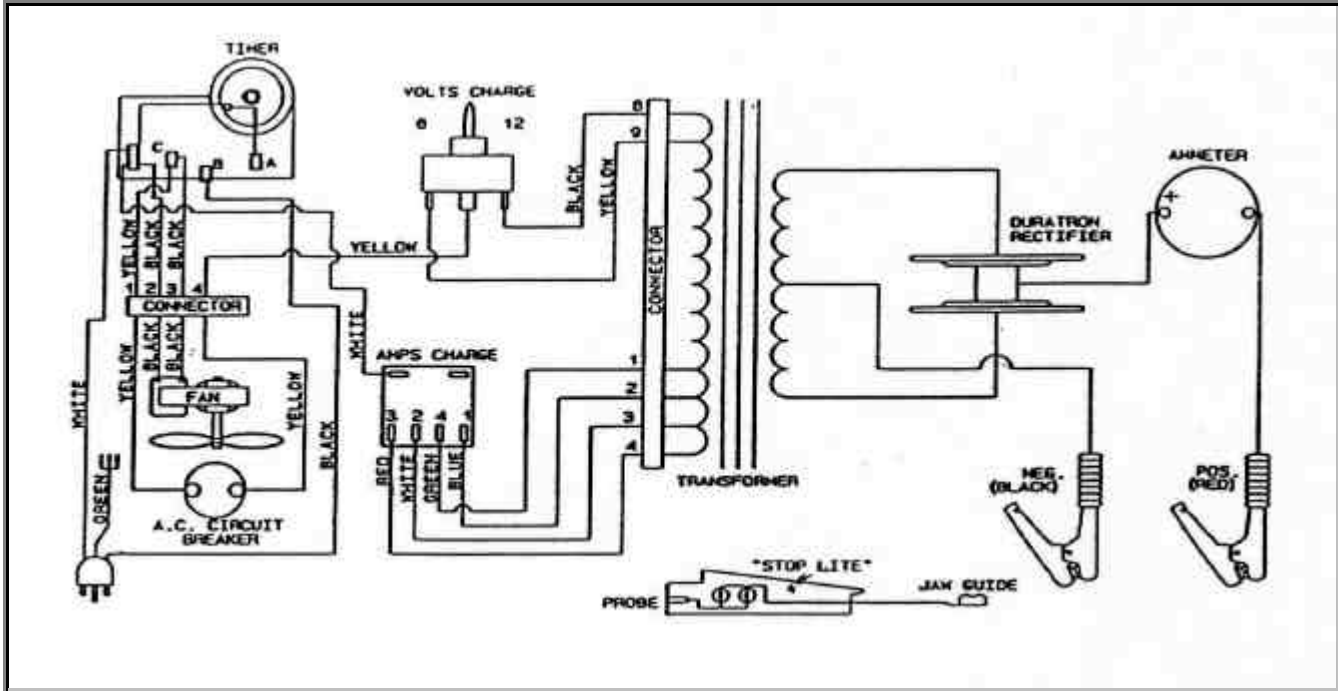 TIMER
C
B
A
VOLTS CHARGE
6 12
8
9
BLACK
YELLOW
CONNECTOR
YELLOW
YELLOW
BLACK
BLACK
1 2 3 4
CONNECTOR
YELLOW
BLACK
BLACK
FAN
YELLOW
WHITE
BLACK
GREEN
A.C. CIRCUIT
BREAKER
WHITE
AMPS CHARGE
3 2 4
RED
WHITE
GREEN
BLUE
1
2
3
4
TRANSFORMER
DURATRON
RECTIFIER
AMMETER
+
NEG.
(BLACK)
POS.
(RED)
"STOP LITE"
PROBE
JAW GUIDE